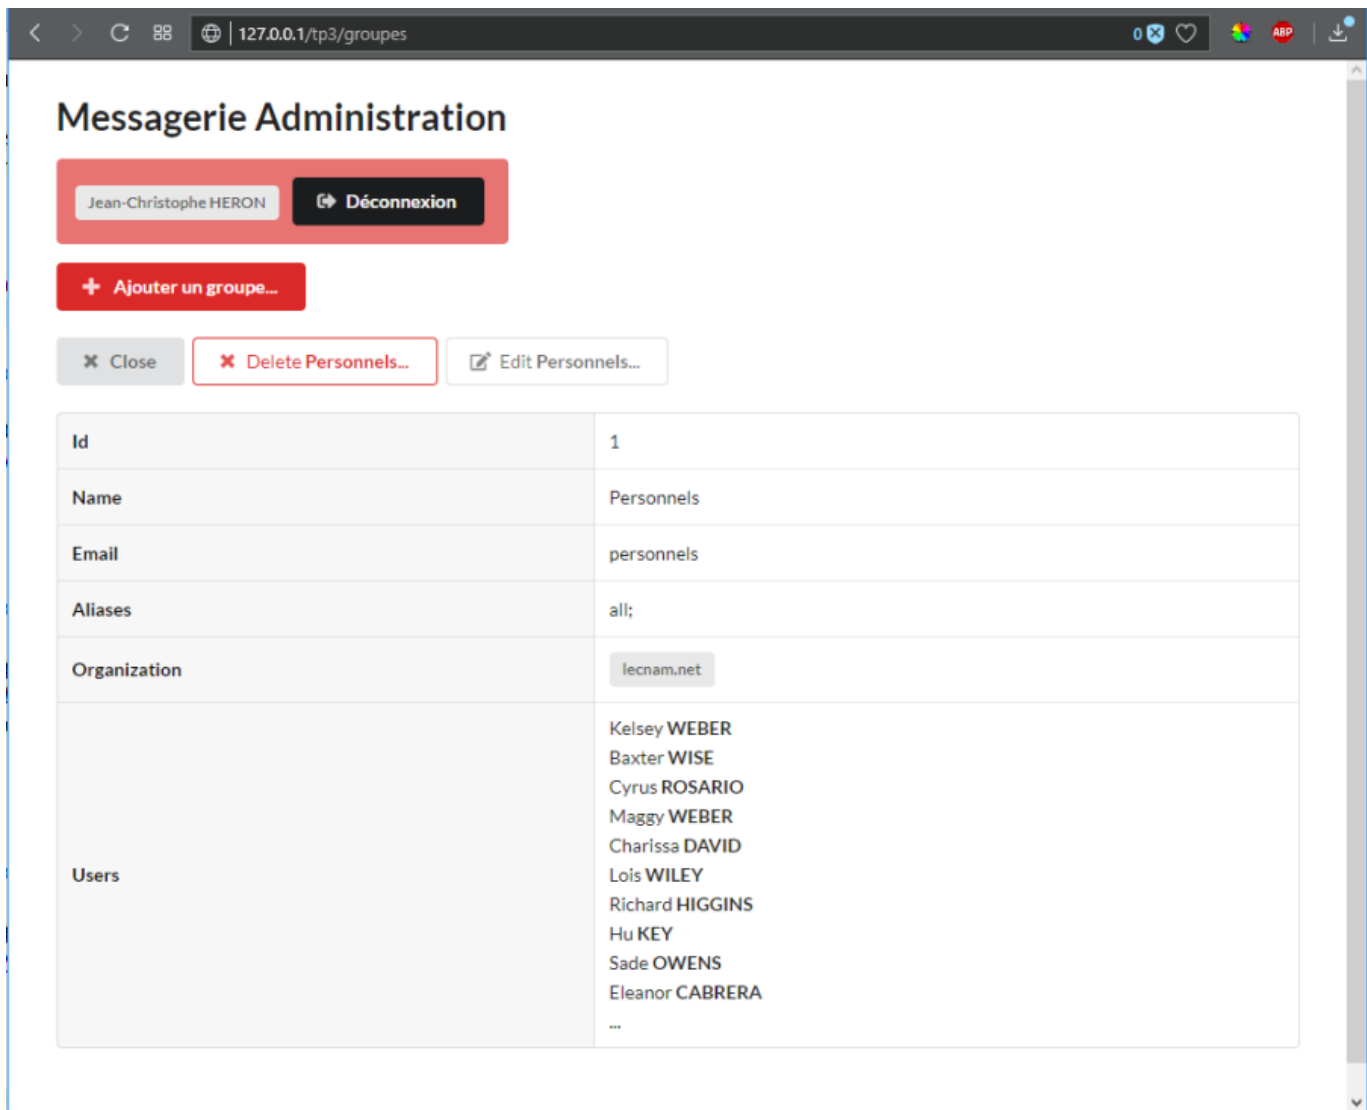 127.0.0.1/tp3/groupes 0 ABP
Messagerie Administration
Jean-Christophe HERON Déconnexion
Ajouter un groupe...
Close Delete Personnels... Edit Personnels...
Id 1
Name Personnels
Email personnels
Aliases all;
Organization lecnam.net
Users
Kelsey WEBER
Baxter WISE
Cyrus ROSARIO
Maggy WEBER
Charissa DAVID
Lois WILEY
Richard HIGGINS
Hu KEY
Sade OWENS
Eleanor CABRERA
...